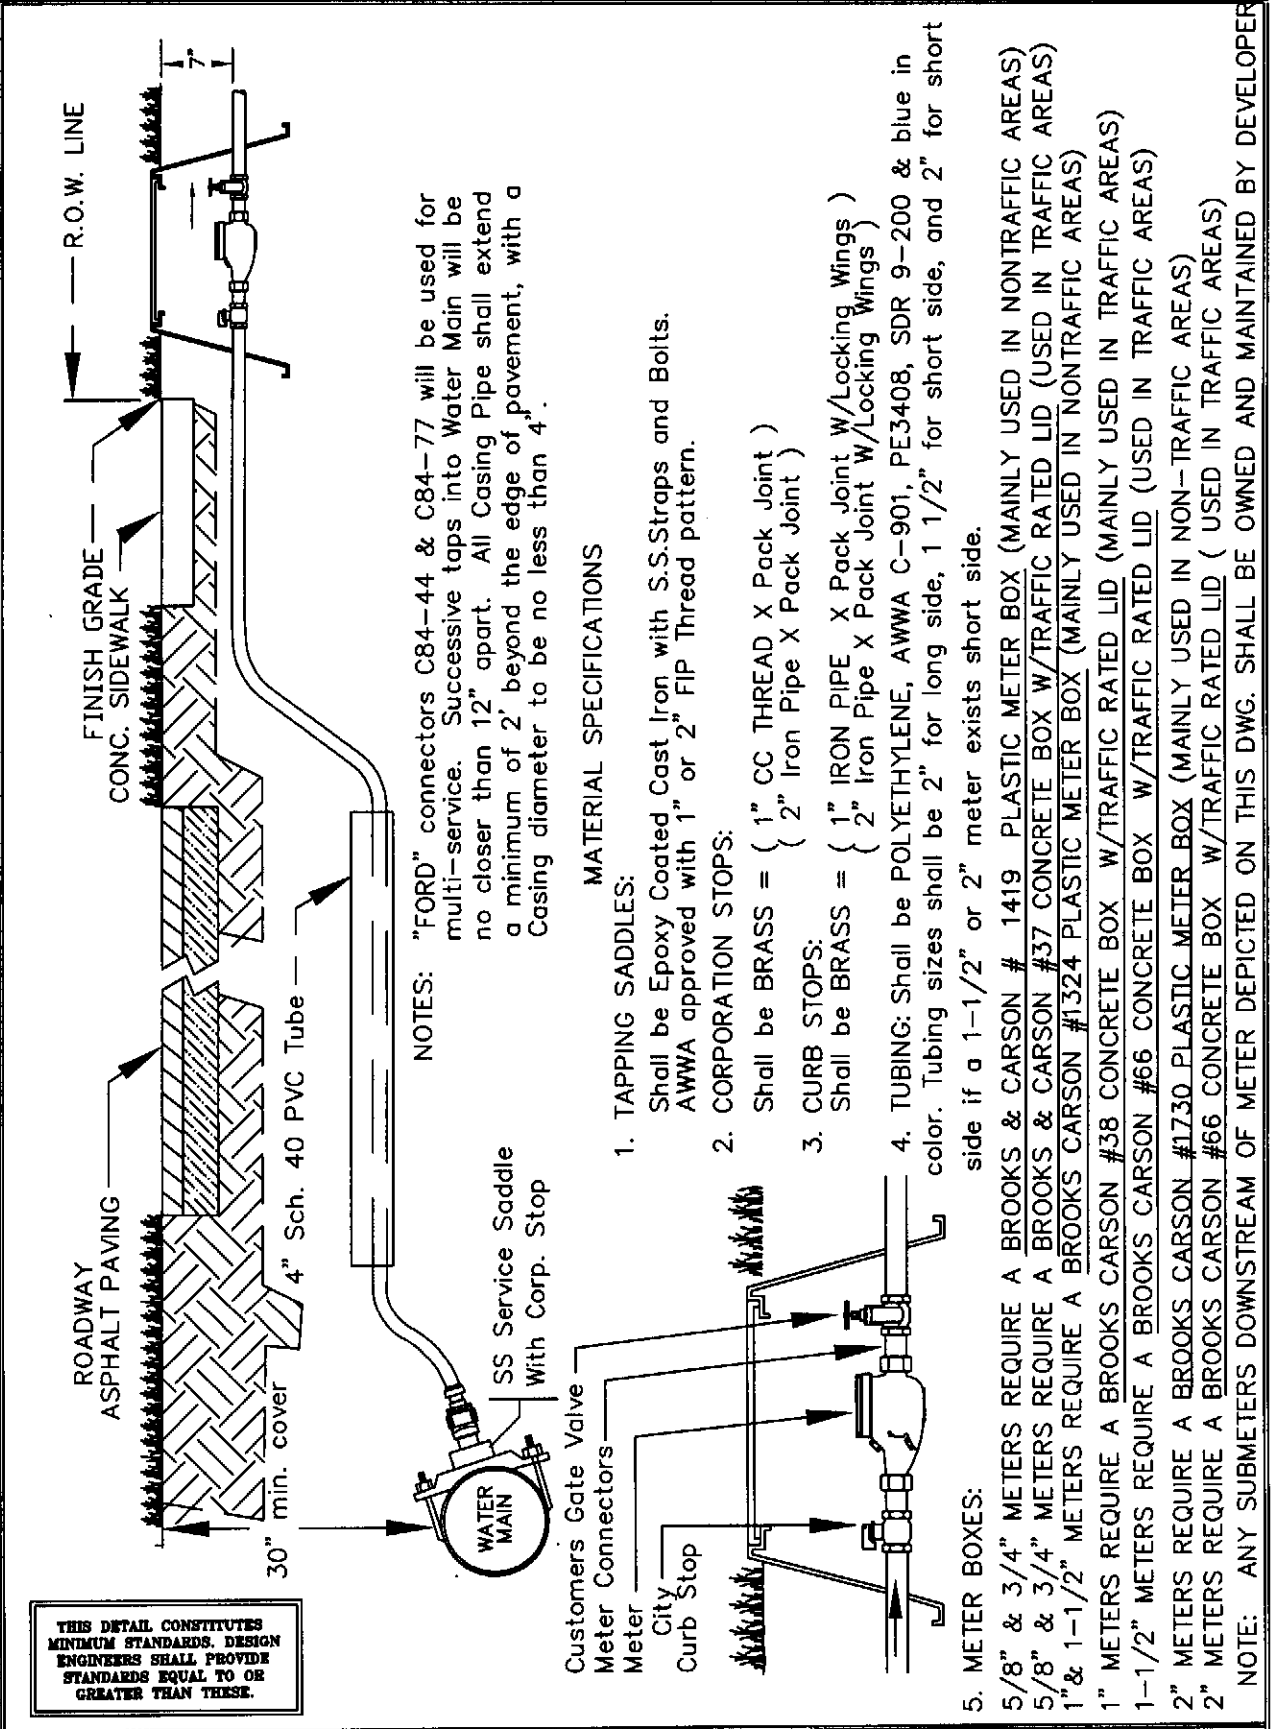 THIS DETAIL CONSTITUTES
MINIMUM STANDARDS. DESIGN
ENGINEERS SHALL PROVIDE
STANDARDS EQUAL TO OR
GREATER THAN THESE.
ROADWAY
ASPHALT PAVING
FINISH GRADE
CONC. SIDEWALK
R.O.W. LINE
7"
30"
min. cover
4" Sch. 40 PVC Tube
WATER
MAIN
SS Service Saddle
With Corp. Stop
NOTES: "FORD" connectors C84-44 & C84-77 will be used for
multi-service. Successive taps into Water Main will be
no closer than 12" apart. All Casing Pipe shall extend
a minimum of 2' beyond the edge of pavement, with a
Casing diameter to be no less than 4".
MATERIAL SPECIFICATIONS
1. TAPPING SADDLES:
Shall be Epoxy Coated Cast Iron with S.S.Straps and Bolts.
AWWA approved with 1" or 2" FIP Thread pattern.
2. CORPORATION STOPS:
Shall be BRASS = ( 1" CC THREAD X Pack Joint )
( 2" Iron Pipe X Pack Joint )
3. CURB STOPS:
Shall be BRASS = ( 1" IRON PIPE X Pack Joint W/Locking Wings )
( 2" Iron Pipe X Pack Joint W/Locking Wings )
4. TUBING: Shall be POLYETHYLENE, AWWA C-901, PE3408, SDR 9-200 & blue in
color. Tubing sizes shall be 2" for long side, 1 1/2" for short side, and 2" for short
side if a 1-1/2" or 2" meter exists short side.
Customers Gate Valve
Meter Connectors
Meter
City
Curb Stop
5. METER BOXES:
5/8" & 3/4" METERS REQUIRE A BROOKS & CARSON # 1419 PLASTIC METER BOX (MAINLY USED IN NONTRAFFIC AREAS)
5/8" & 3/4" METERS REQUIRE A BROOKS & CARSON #37 CONCRETE BOX W/TRAFFIC RATED LID (USED IN TRAFFIC AREAS)
1"& 1-1/2" METERS REQUIRE A BROOKS CARSON #1324 PLASTIC METER BOX (MAINLY USED IN NONTRAFFIC AREAS)
1" METERS REQUIRE A BROOKS CARSON #38 CONCRETE BOX W/TRAFFIC RATED LID (MAINLY USED IN TRAFFIC AREAS)
1-1/2" METERS REQUIRE A BROOKS CARSON #66 CONCRETE BOX W/TRAFFIC RATED LID (USED IN TRAFFIC AREAS)
2" METERS REQUIRE A BROOKS CARSON #1730 PLASTIC METER BOX (MAINLY USED IN NON-TRAFFIC AREAS)
2" METERS REQUIRE A BROOKS CARSON #66 CONCRETE BOX W/TRAFFIC RATED LID ( USED IN TRAFFIC AREAS)
NOTE: ANY SUBMETERS DOWNSTREAM OF METER DEPICTED ON THIS DWG. SHALL BE OWNED AND MAINTAINED BY DEVELOPER